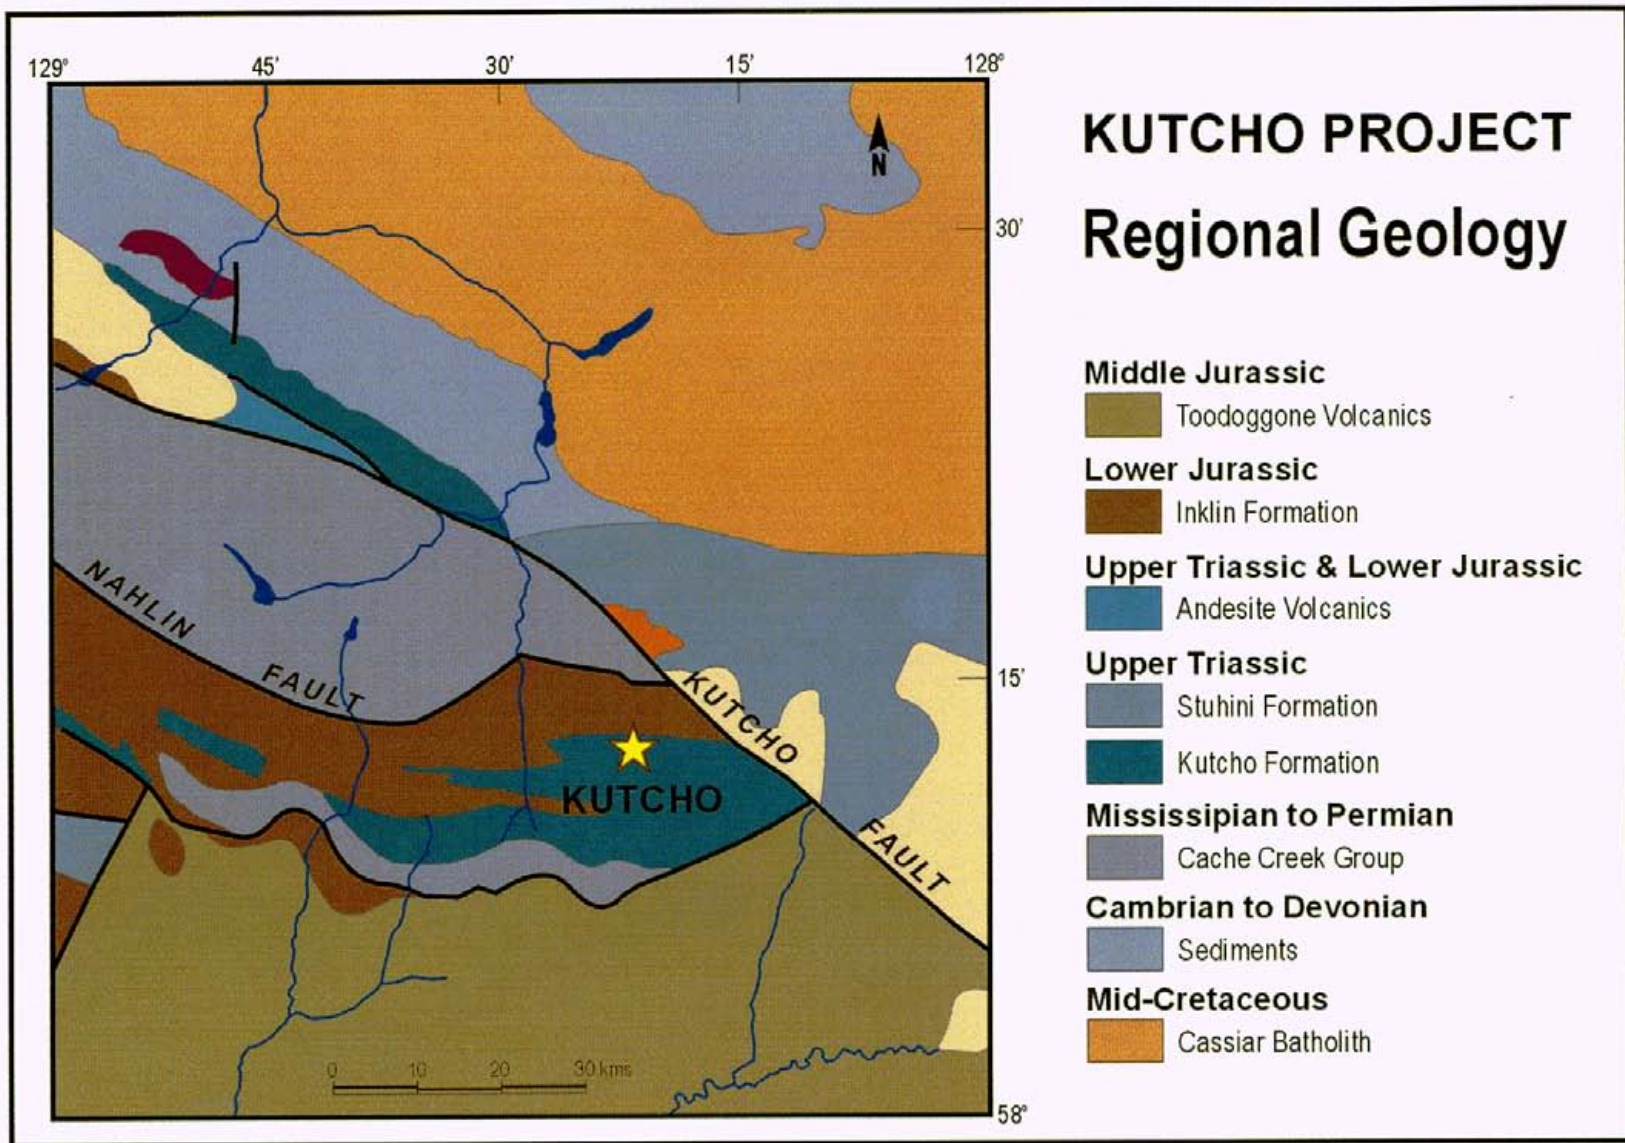 129° 45' 30' 15' 128°
N
30'
15'
58°
NAHLIN
FAULT
KUTCHO
FAULT
KUTCHO
0 10 20 30 kms
KUTCHO PROJECT
Regional Geology
Middle Jurassic
Toodoggone Volcanics
Lower Jurassic
Inklin Formation
Upper Triassic & Lower Jurassic
Andesite Volcanics
Upper Triassic
Stuhini Formation
Kutcho Formation
Mississipian to Permian
Cache Creek Group
Cambrian to Devonian
Sediments
Mid-Cretaceous
Cassiar Batholith